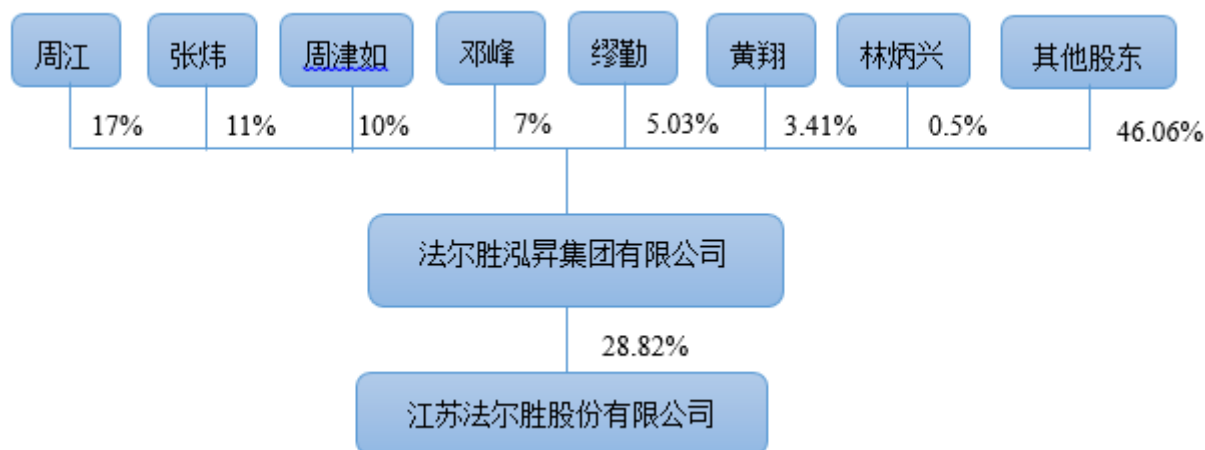 周江
张炜
周津如
邓峰
缪勤
黄翔
林炳兴
其他股东
17%
11%
10%
7%
5.03%
3.41%
0.5%
46.06%
法尔胜泓昇集团有限公司
28.82%
江苏法尔胜股份有限公司